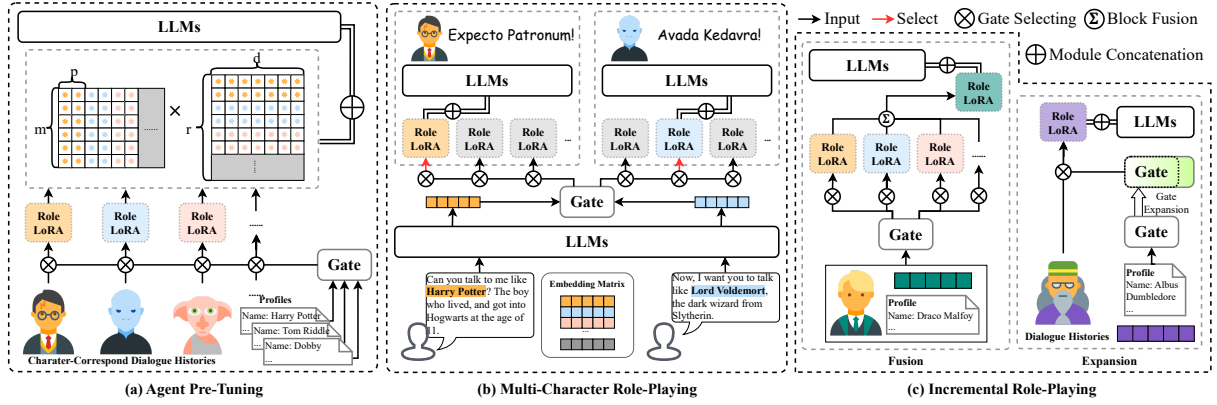 LLMs
p
m
......
×
d
r
⋮
Role
LoRA
Role
LoRA
Role
LoRA
......
Gate
......
Profiles
Name: Harry Potter
...
Name: Tom Riddle
...
Name: Dobby
...
Charater-Correspond Dialogue Histories
(a) Agent Pre-Tuning
Expecto Patronum!
LLMs
Role
LoRA
Role
LoRA
Role
LoRA
...
Avada Kedavra!
LLMs
Role
LoRA
Role
LoRA
Role
LoRA
...
Gate
LLMs
Can you talk to me like
Harry Potter? The boy
who lived, and got into
Hogwarts at the age of
11.
Embedding Matrix
...
Now, I want you to talk
like Lord Voldemort,
the dark wizard from
Slytherin.
(b) Multi-Character Role-Playing
Input
Select
Gate Selecting
Σ Block Fusion
Module Concatenation
LLMs
Role
LoRA
Σ
Role
LoRA
Role
LoRA
Role
LoRA
......
Gate
Profile
Name: Draco Malfoy
...
Fusion
Role
LoRA
LLMs
Gate
Gate
Expansion
Gate
Profile
Name: Albus
Dumbledore
...
Dialogue Histories
Expansion
(c) Incremental Role-Playing